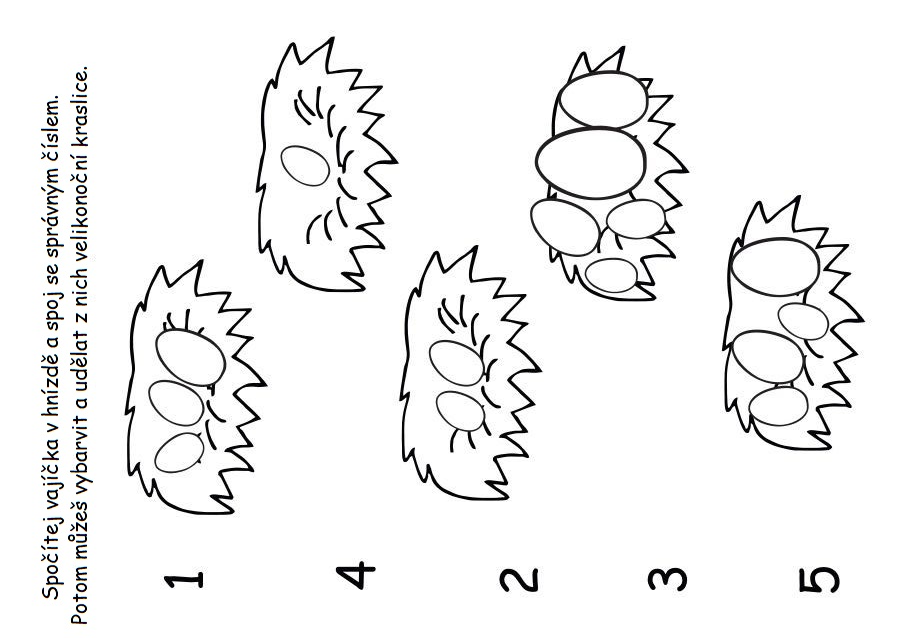 Spočítej vajíčka v hnízdě a spoj se správným číslem.
Potom můžeš vybarvit a udělat z nich velikonoční kraslice.
1
4
2
3
5